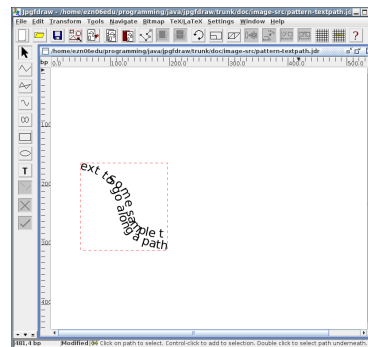 jpgfdraw - /home/ezn06edu/programming/java/jpgfdraw/trunk/doc/image-src/pattern-textpath.jd
File Edit Transform Tools Navigate Bitmap TeX/LaTeX Settings Window Help
/home/ezn06edu/programming/java/jpgfdraw/trunk/doc/image-src/pattern-textpath.jdr
bp 0.0 100.0 200.0 300.0 400.0 500.0
100
200
300
400
T
ext to
Some sample t
go along a path
481,4 bp Modified Click on path to select. Control-click to add to selection. Double click to select path underneath.